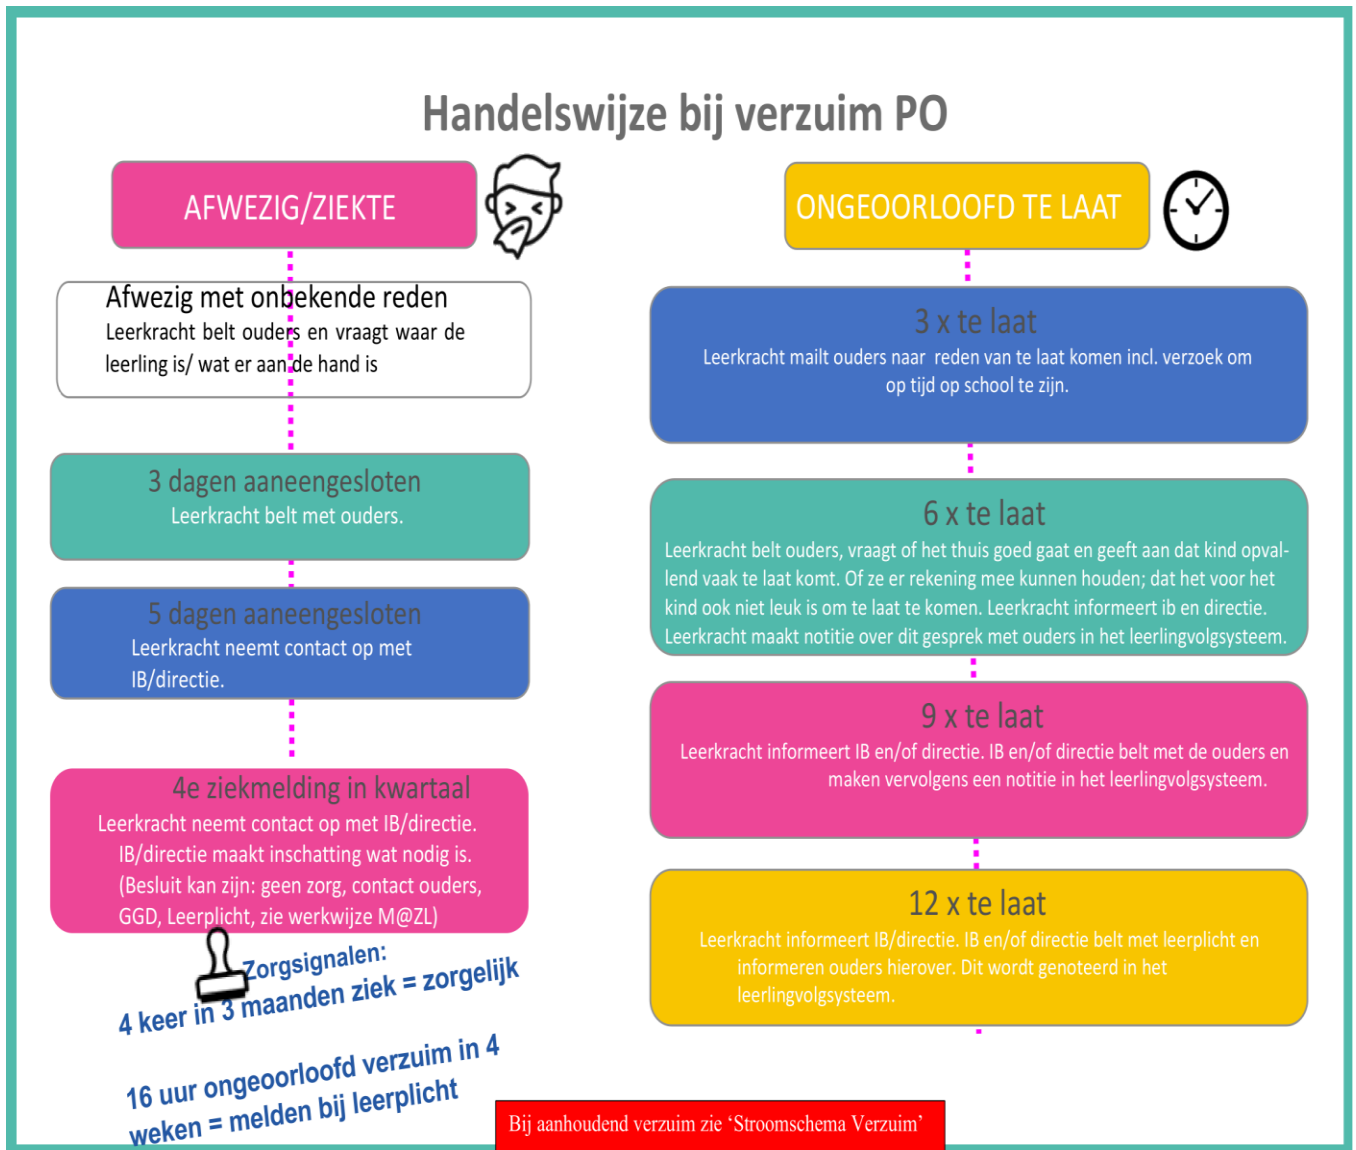 Handelswijze bij verzuim PO
AFWEZIG/ZIEKTE
Afwezig met onbekende reden
Leerkracht belt ouders en vraagt waar de
leerling is/ wat er aan de hand is
3 dagen aaneengesloten
Leerkracht belt met ouders.
5 dagen aaneengesloten
Leerkracht neemt contact op met
IB/directie.
4e ziekmelding in kwartaal
Leerkracht neemt contact op met IB/directie.
IB/directie maakt inschatting wat nodig is.
(Besluit kan zijn: geen zorg, contact ouders,
GGD, Leerplicht, zie werkwijze M@ZL)
Zorgsignalen:
4 keer in 3 maanden ziek = zorgelijk
16 uur ongeoorloofd verzuim in 4
weken = melden bij leerplicht
ONGEOORLOOFD TE LAAT
3 x te laat
Leerkracht mailt ouders naar reden van te laat komen incl. verzoek om
op tijd op school te zijn.
6 x te laat
Leerkracht belt ouders, vraagt of het thuis goed gaat en geeft aan dat kind opval-
lend vaak te laat komt. Of ze er rekening mee kunnen houden; dat het voor het
kind ook niet leuk is om te laat te komen. Leerkracht informeert ib en directie.
Leerkracht maakt notitie over dit gesprek met ouders in het leerlingvolgsysteem.
9 x te laat
Leerkracht informeert IB en/of directie. IB en/of directie belt met de ouders en
maken vervolgens een notitie in het leerlingvolgsysteem.
12 x te laat
Leerkracht informeert IB/directie. IB en/of directie belt met leerplicht en
informeren ouders hierover. Dit wordt genoteerd in het
leerlingvolgsysteem.
Bij aanhoudend verzuim zie ‘Stroomschema Verzuim’